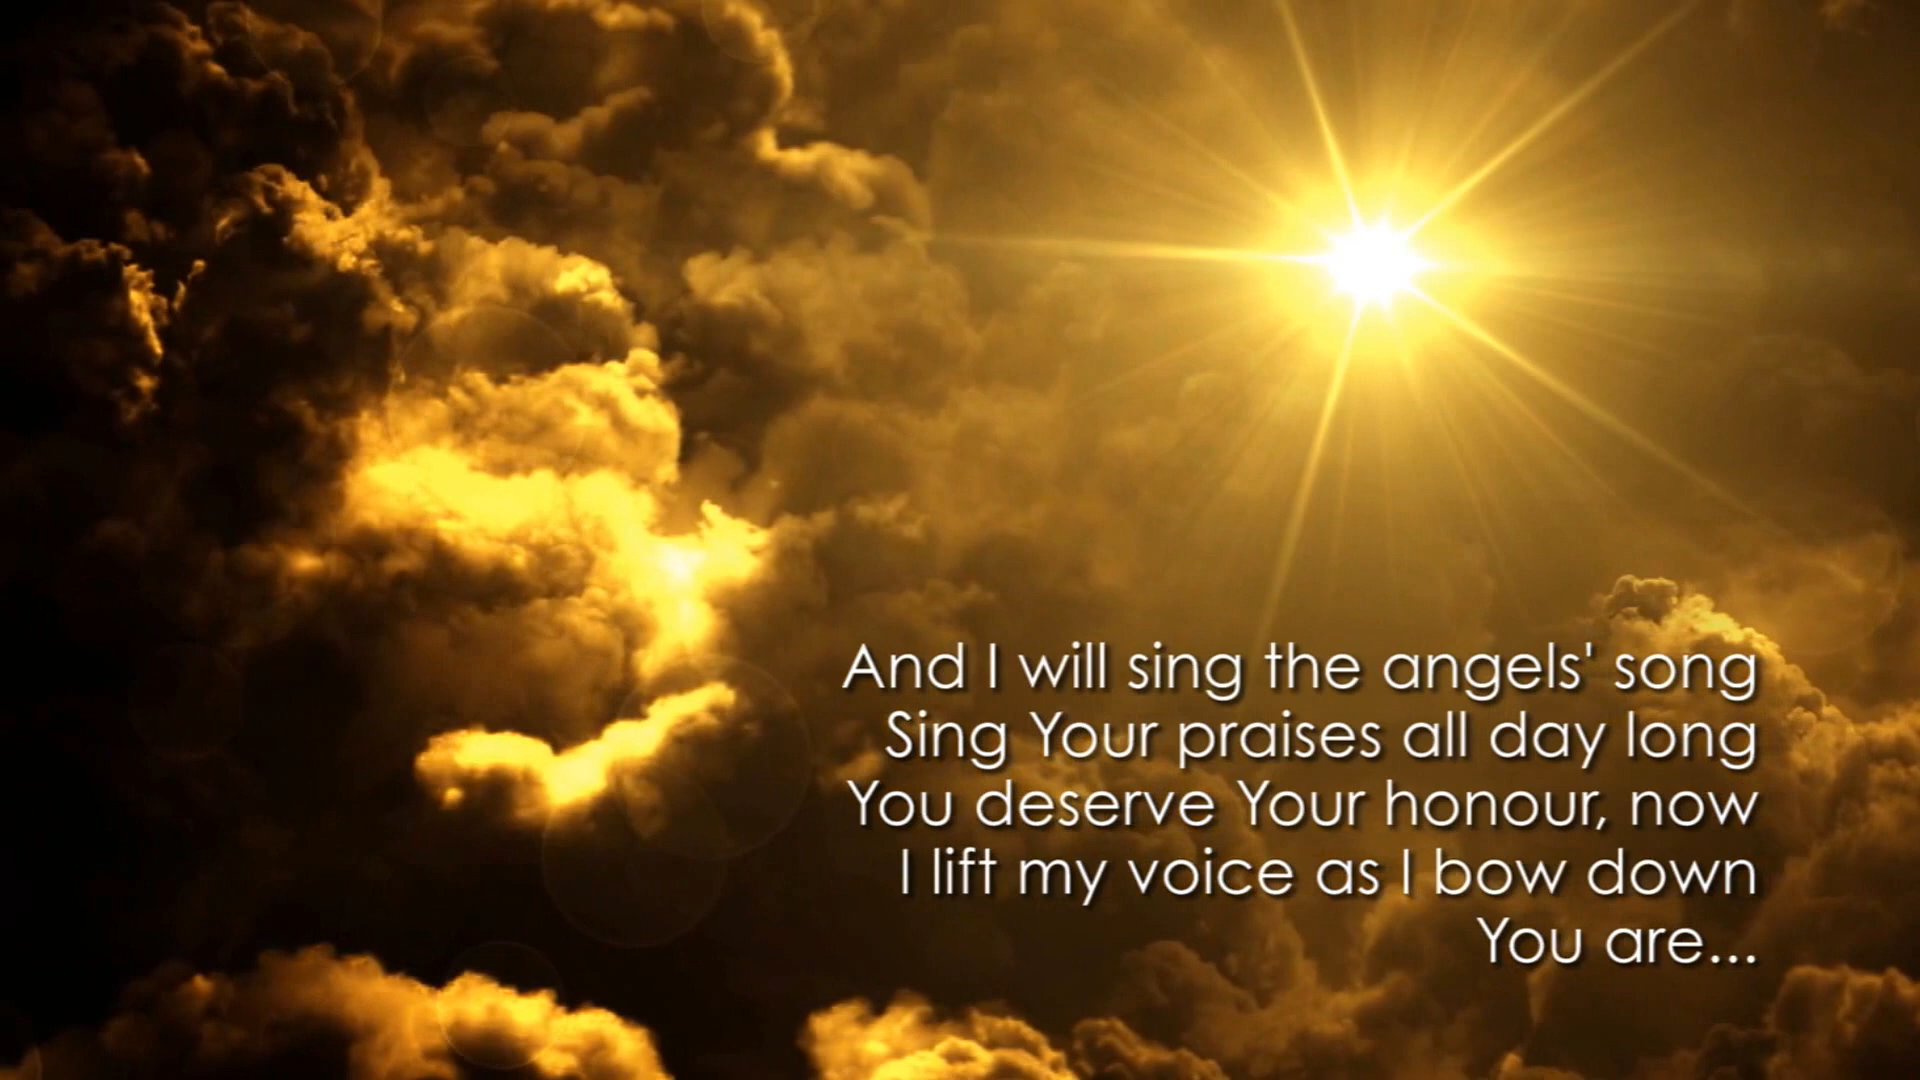 And I will sing the angels' song
Sing Your praises all day long
You deserve Your honour, now
I lift my voice as I bow down
You are...